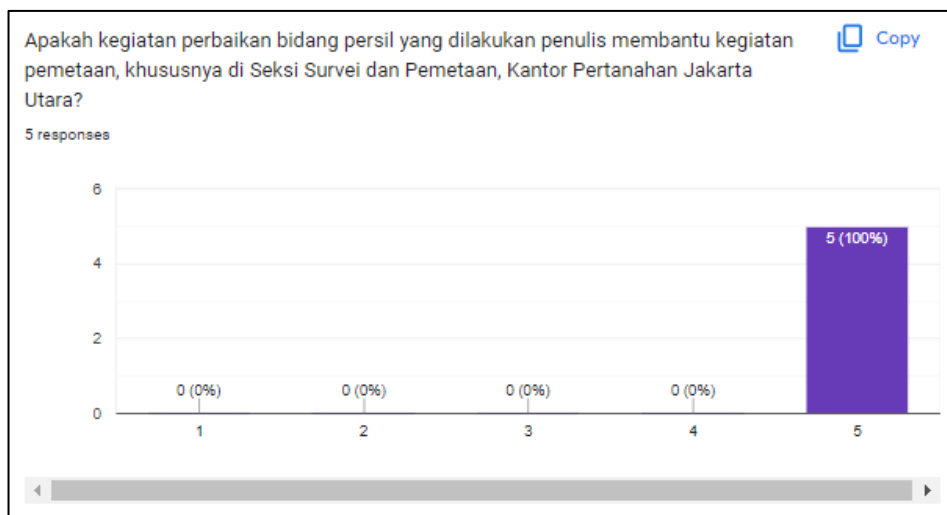 Apakah kegiatan perbaikan bidang persil yang dilakukan penulis membantu kegiatan
pemetaan, khususnya di Seksi Survei dan Pemetaan, Kantor Pertanahan Jakarta
Utara?
Copy
5 responses
6
4
2
0
0 (0%)
0 (0%)
0 (0%)
0 (0%)
5 (100%)
1
2
3
4
5